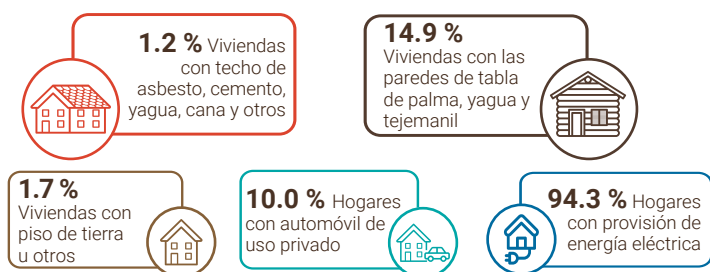 1.2 % Viviendas
con techo de
asbesto, cemento,
yagua, cana y otros
14.9 %
Viviendas con las
paredes de tabla
de palma, yagua y
tejemanil
1.7 %
Viviendas con
piso de tierra
u otros
10.0 % Hogares
con automóvil de
uso privado
94.3 % Hogares
con provisión de
energía eléctrica